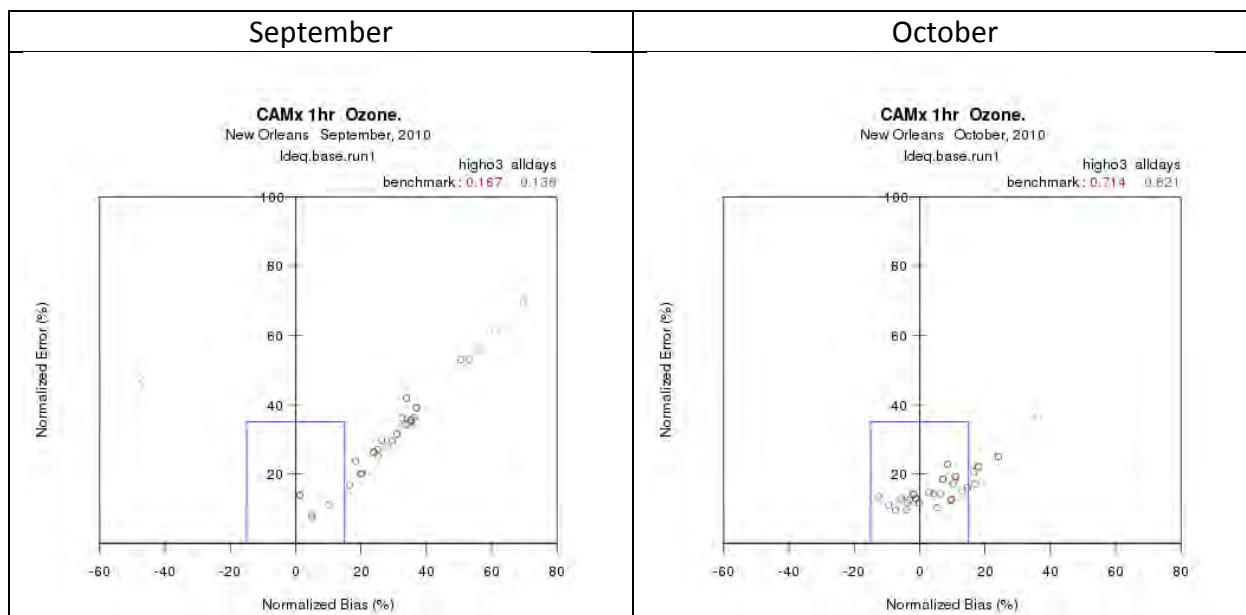 September
October
CAMx 1hr Ozone.
New Orleans September, 2010
ldeq.base.run1
higho3 alldays
benchmark: 0.167 0.138
100
80
60
40
20
-60 -40 -20 0 20 40 60 80
Normalized Error (%)
Normalized Bias (%)
CAMx 1hr Ozone.
New Orleans October, 2010
ldeq.base.run1
higho3 alldays
benchmark: 0.714 0.821
100
80
60
40
20
-60 -40 -20 0 20 40 60 80
Normalized Error (%)
Normalized Bias (%)